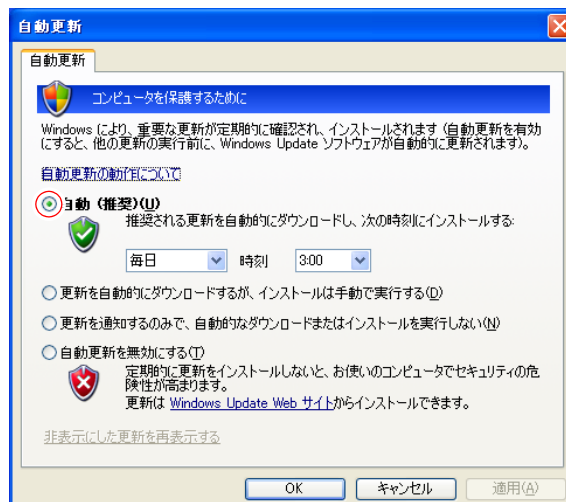 自動更新
自動更新
コンピュータを保護するために
Windows により、重要な更新が定期的に確認され、インストールされます (自動更新を有効
にすると、他の更新の実行前に、Windows Update ソフトウェアが自動的に更新されます)。
自動更新の動作について
自動 (推奨)(U)
推奨される更新を自動的にダウンロードし、次の時刻にインストールする:
毎日 時刻 3:00
更新を自動的にダウンロードするが、インストールは手動で実行する(D)
更新を通知するのみで、自動的なダウンロードまたはインストールを実行しない(N)
自動更新を無効にする(T)
定期的に更新をインストールしないと、お使いのコンピュータでセキュリティの危
険性が高まります。
更新は Windows Update Web サイトからインストールできます。
非表示にした更新を再表示する
OK キャンセル 適用(A)